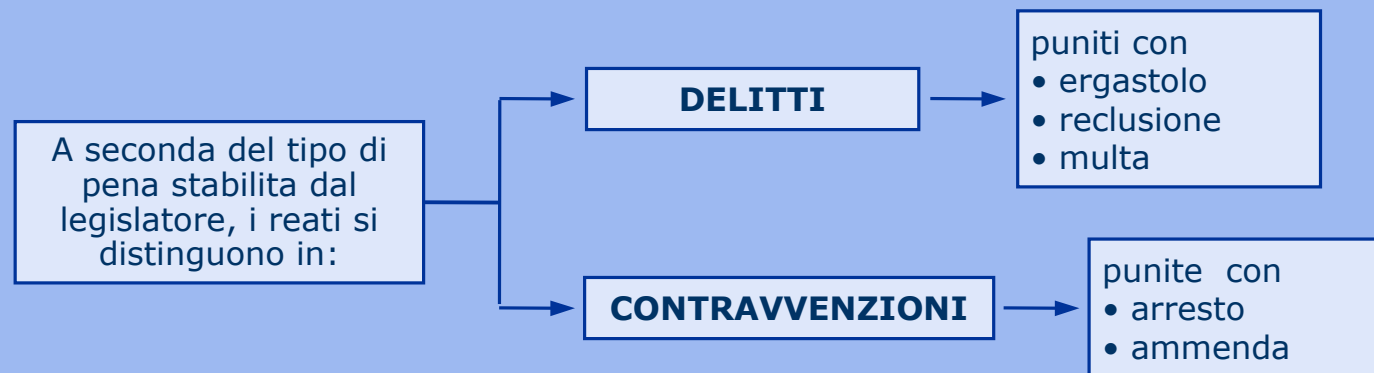 A seconda del tipo di
pena stabilita dal
legislatore, i reati si
distinguono in:
DELITTI
puniti con
• ergastolo
• reclusione
• multa
CONTRAVVENZIONI
punite con
• arresto
• ammenda